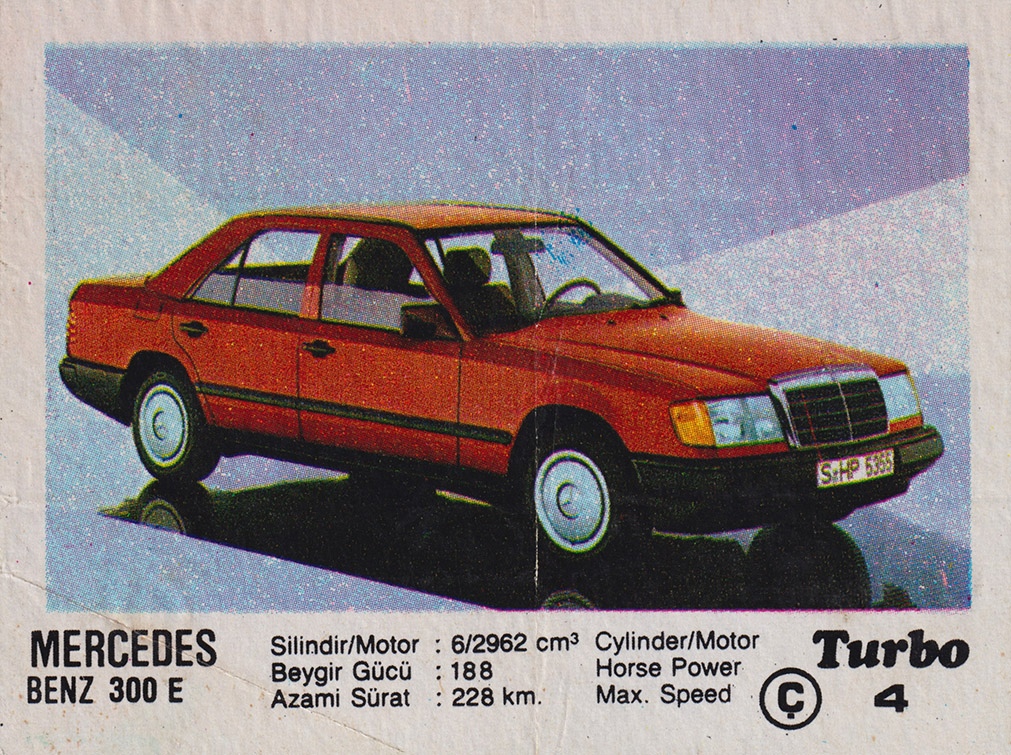 S-HP 5355
MERCEDES
BENZ 300 E
Silindir/Motor : 6/2962 cm³ Cylinder/Motor
Beygir Gücü : 188 Horse Power
Azami Sürat : 228 km. Max. Speed
Turbo
Ç 4